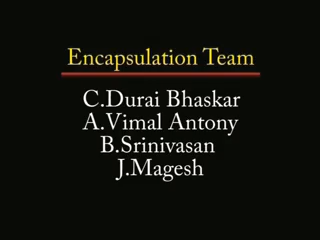 Encapsulation Team
C.Durai Bhaskar
A.Vimal Antony
B.Srinivasan
J.Magesh